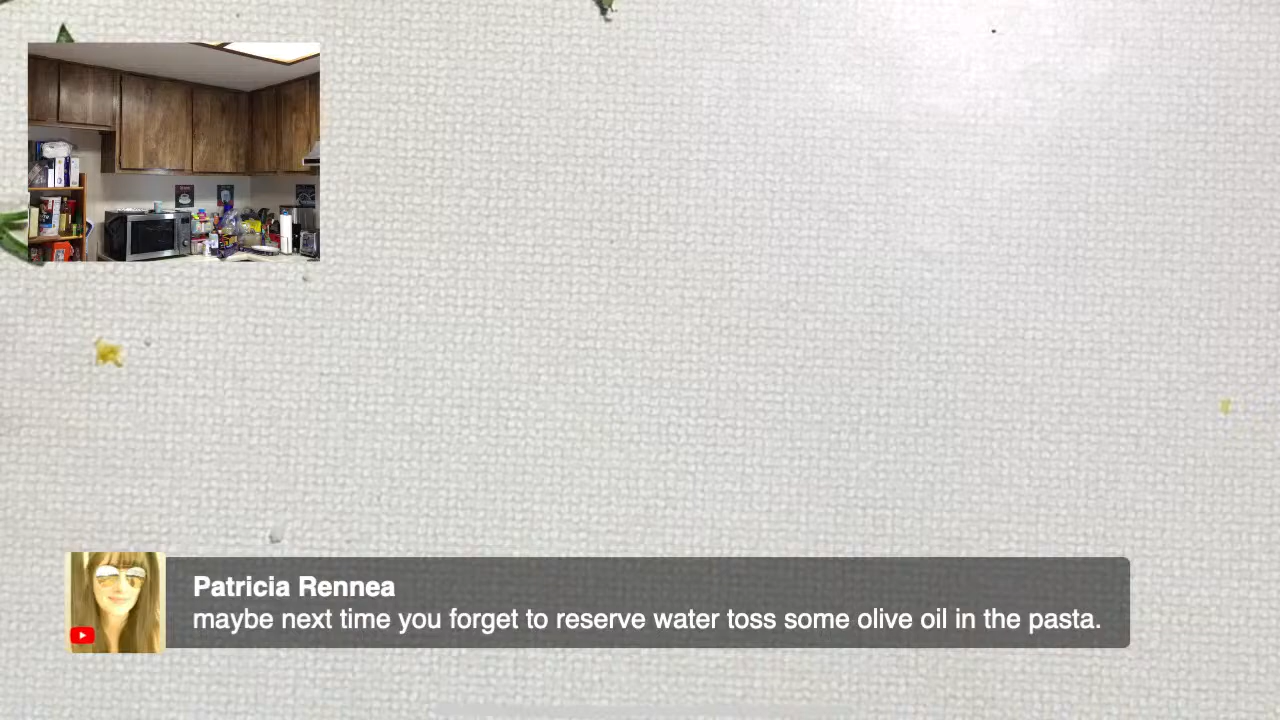 Patricia Rennea
maybe next time you forget to reserve water toss some olive oil in the pasta.